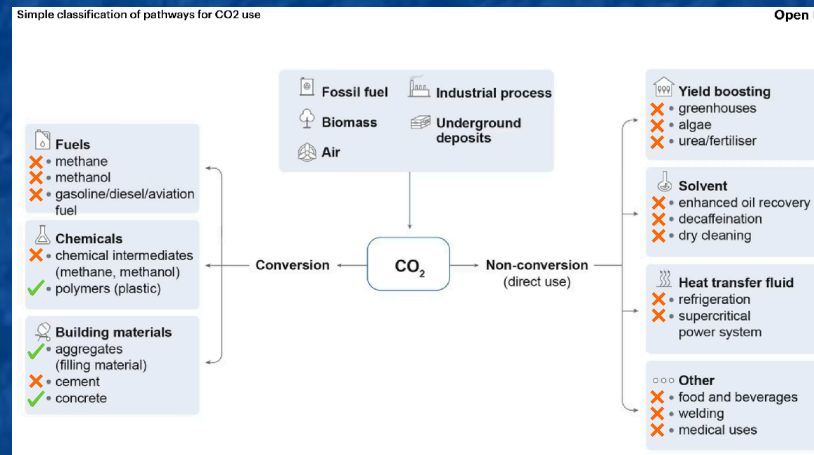 Simple classification of pathways for CO2 use
Open
Fossil fuel
Industrial process
Biomass
Underground
deposits
Air
Fuels
• methane
• methanol
• gasoline/diesel/aviation
fuel
Chemicals
• chemical intermediates
(methane, methanol)
• polymers (plastic)
Building materials
• aggregates
(filling material)
• cement
• concrete
Conversion
CO₂
Non-conversion
(direct use)
Yield boosting
• greenhouses
• algae
• urea/fertiliser
Solvent
• enhanced oil recovery
• decaffeination
• dry cleaning
Heat transfer fluid
• refrigeration
• supercritical
power system
Other
• food and beverages
• welding
• medical uses